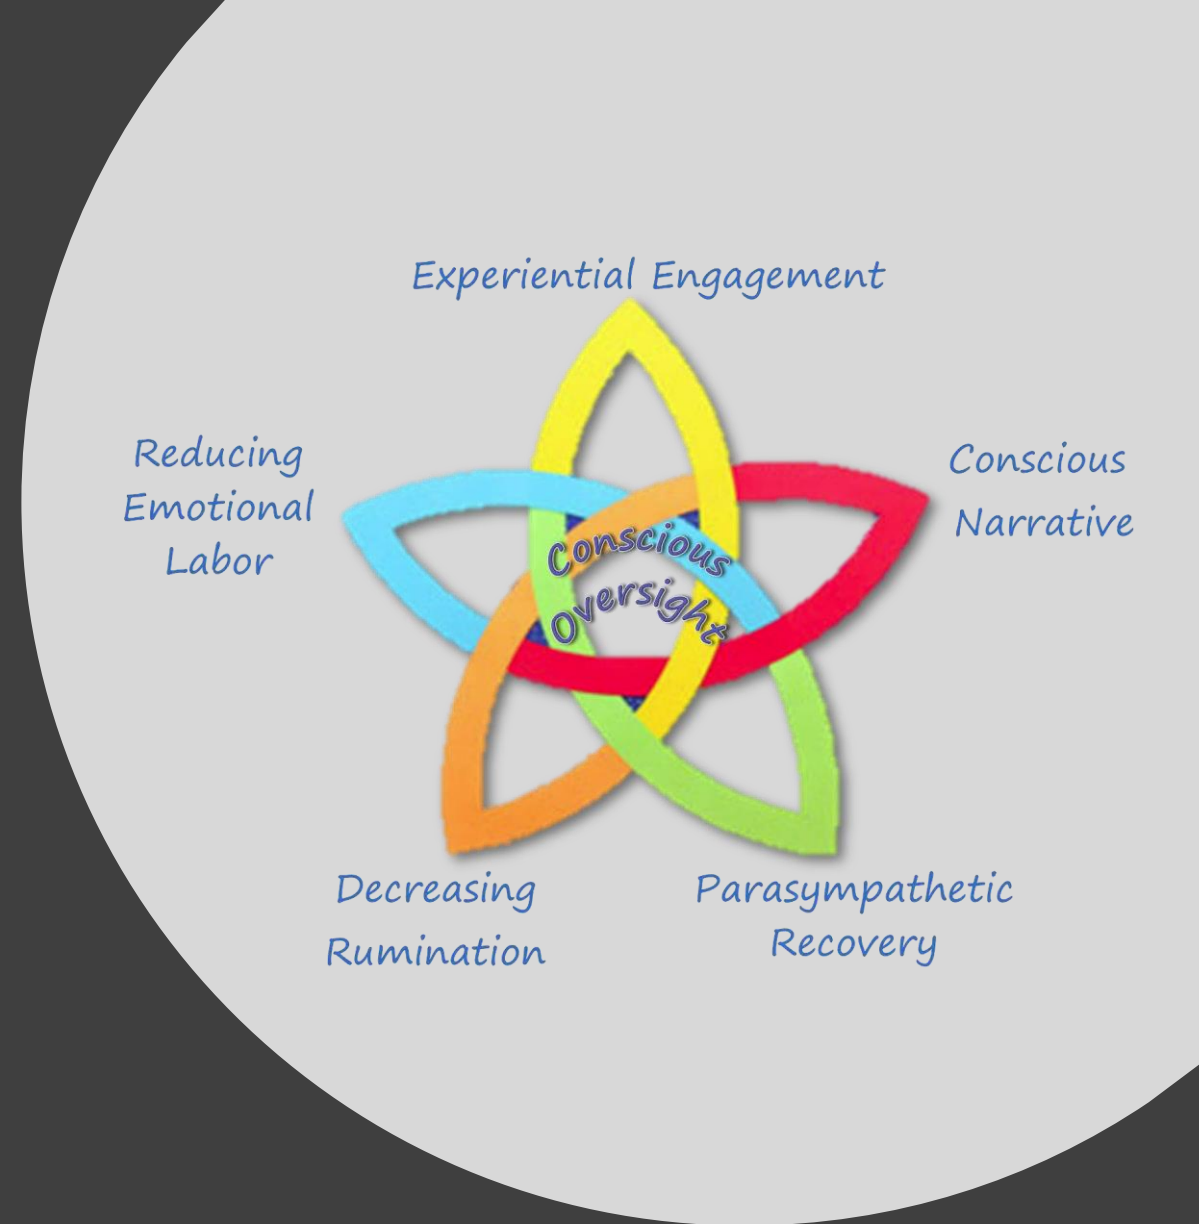 Experiential Engagement
Reducing
Emotional
Labor
Conscious
Narrative
Conscious
Oversight
Decreasing
Rumination
Parasympathetic
Recovery